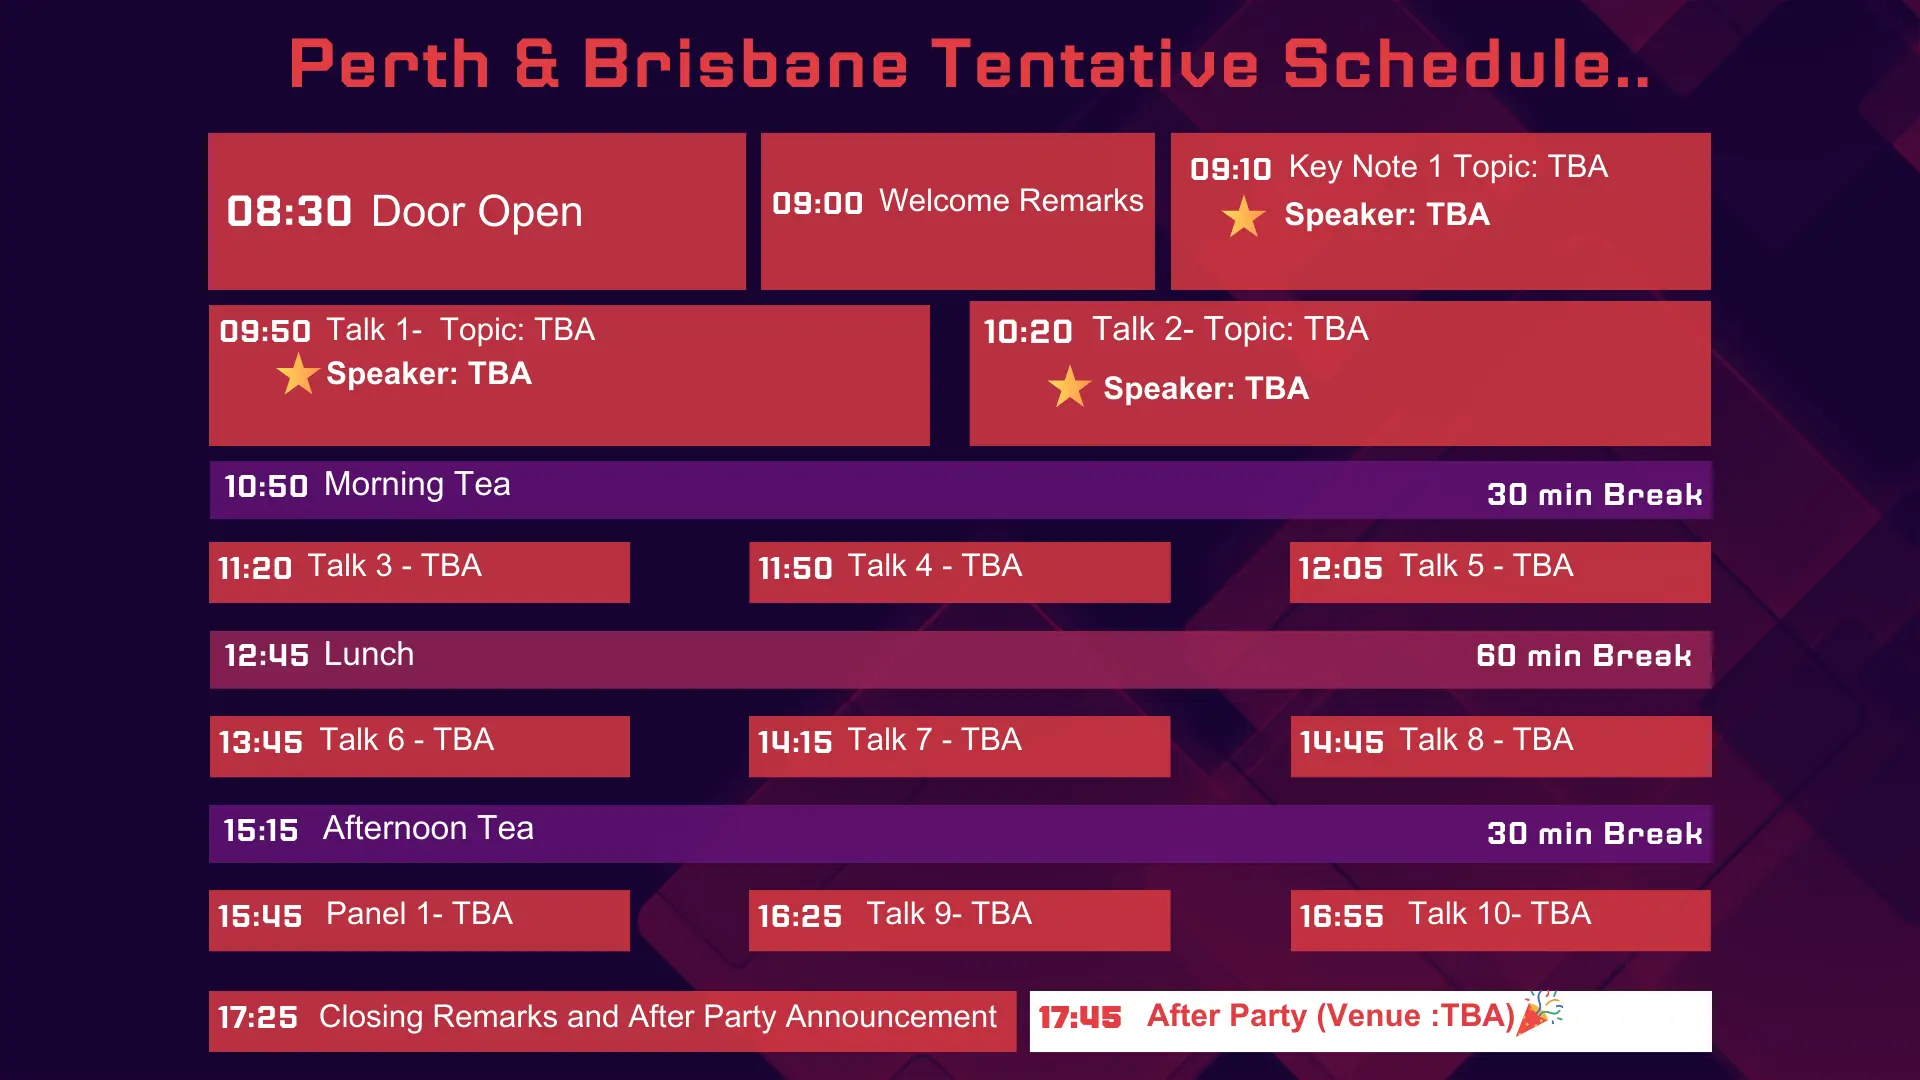 Perth & Brisbane Tentative Schedule..
08:30 Door Open
09:00 Welcome Remarks
09:10 Key Note 1 Topic: TBA
Speaker: TBA
09:50 Talk 1- Topic: TBA
Speaker: TBA
10:20 Talk 2- Topic: TBA
Speaker: TBA
10:50 Morning Tea 30 min Break
11:20 Talk 3 - TBA
11:50 Talk 4 - TBA
12:05 Talk 5 - TBA
12:45 Lunch 60 min Break
13:45 Talk 6 - TBA
14:15 Talk 7 - TBA
14:45 Talk 8 - TBA
15:15 Afternoon Tea 30 min Break
15:45 Panel 1- TBA
16:25 Talk 9- TBA
16:55 Talk 10- TBA
17:25 Closing Remarks and After Party Announcement
17:45 After Party (Venue :TBA)